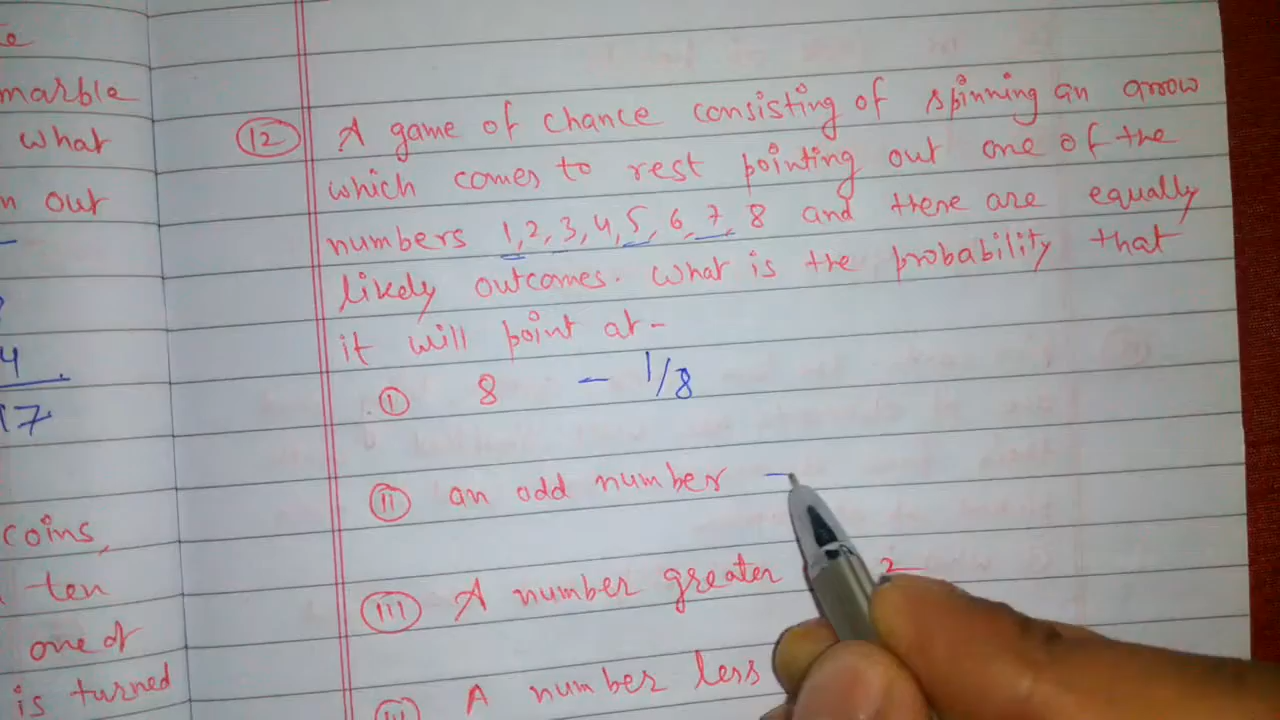 marble
what
out
4
17
coins,
ten
one of
is turned
12 A game of chance consisting of spinning an arrow
which comes to rest pointing out one of the
numbers 1, 2, 3, 4, 5, 6, 7, 8 and there are equally
likely outcomes. What is the probability that
it will point at -
I 8 - 1/8
II an odd number -
III A number greater 2
A number less